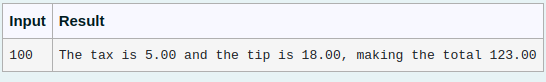 Input Result
100 The tax is 5.00 and the tip is 18.00, making the total 123.00